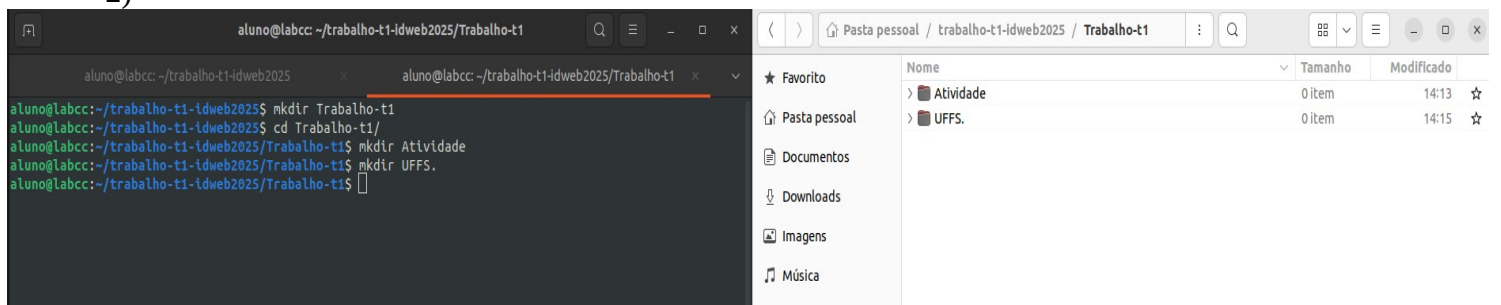 2)
aluno@labcc: ~/trabalho-t1-idweb2025/Trabalho-t1
aluno@labcc: ~/trabalho-t1-idweb2025
aluno@labcc: ~/trabalho-t1-idweb2025/Trabalho-t1
aluno@labcc:~/trabalho-t1-idweb2025$ mkdir Trabalho-t1
aluno@labcc:~/trabalho-t1-idweb2025$ cd Trabalho-t1/
aluno@labcc:~/trabalho-t1-idweb2025/Trabalho-t1$ mkdir Atividade
aluno@labcc:~/trabalho-t1-idweb2025/Trabalho-t1$ mkdir UFFS.
aluno@labcc:~/trabalho-t1-idweb2025/Trabalho-t1$
Pasta pessoal / trabalho-t1-idweb2025 / Trabalho-t1
Favorito
Pasta pessoal
Documentos
Downloads
Imagens
Música
Nome Tamanho Modificado
Atividade 0 item 14:13
UFFS. 0 item 14:15